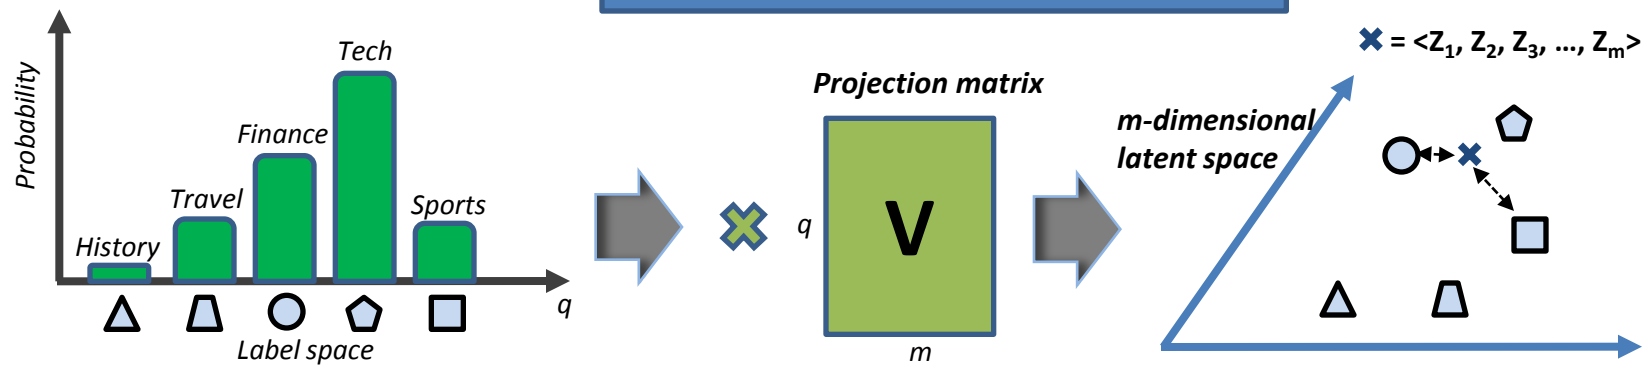 Probability
History
Travel
Finance
Tech
Sports
q
Label space
Projection matrix
q
V
m
m-dimensional
latent space
= <Z₁, Z₂, Z₃, ..., Zₘ>